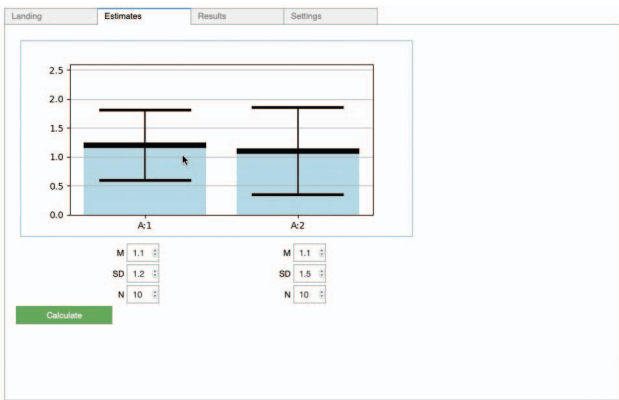 Landing Estimates Results Settings
2.5
2.0
1.5
1.0
0.5
0.0
A:1 A:2
M 1.1 M 1.1
SD 1.2 SD 1.5
N 10 N 10
Calculate